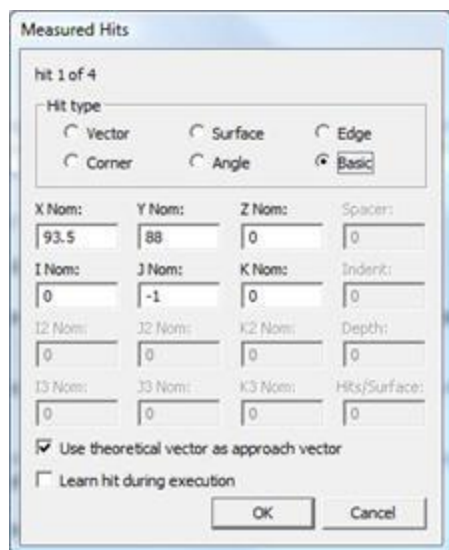 Measured Hits
hit 1 of 4
Hit type
Vector Surface Edge
Corner Angle Basic
X Nom: Y Nom: Z Nom: Spacer:
93.5 88 0 0
I Nom: J Nom: K Nom: Indent:
0 -1 0 0
I2 Nom: J2 Nom: K2 Nom: Depth:
0 0 0 0
I3 Nom: J3 Nom: K3 Nom: Hits/Surface:
0 0 0 0
Use theoretical vector as approach vector
Learn hit during execution
OK Cancel